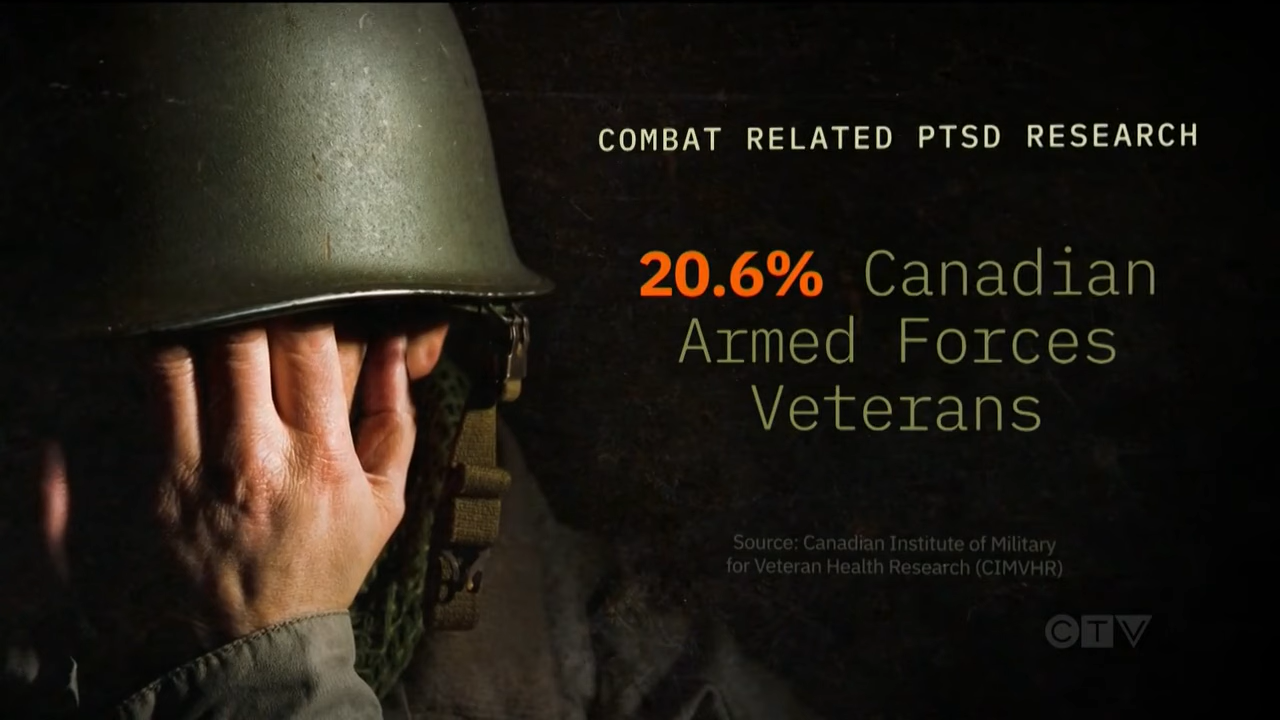 COMBAT RELATED PTSD RESEARCH
20.6% Canadian
Armed Forces
Veterans
Source: Canadian Institute of Military
for Veteran Health Research (CIMVHR)
CTV